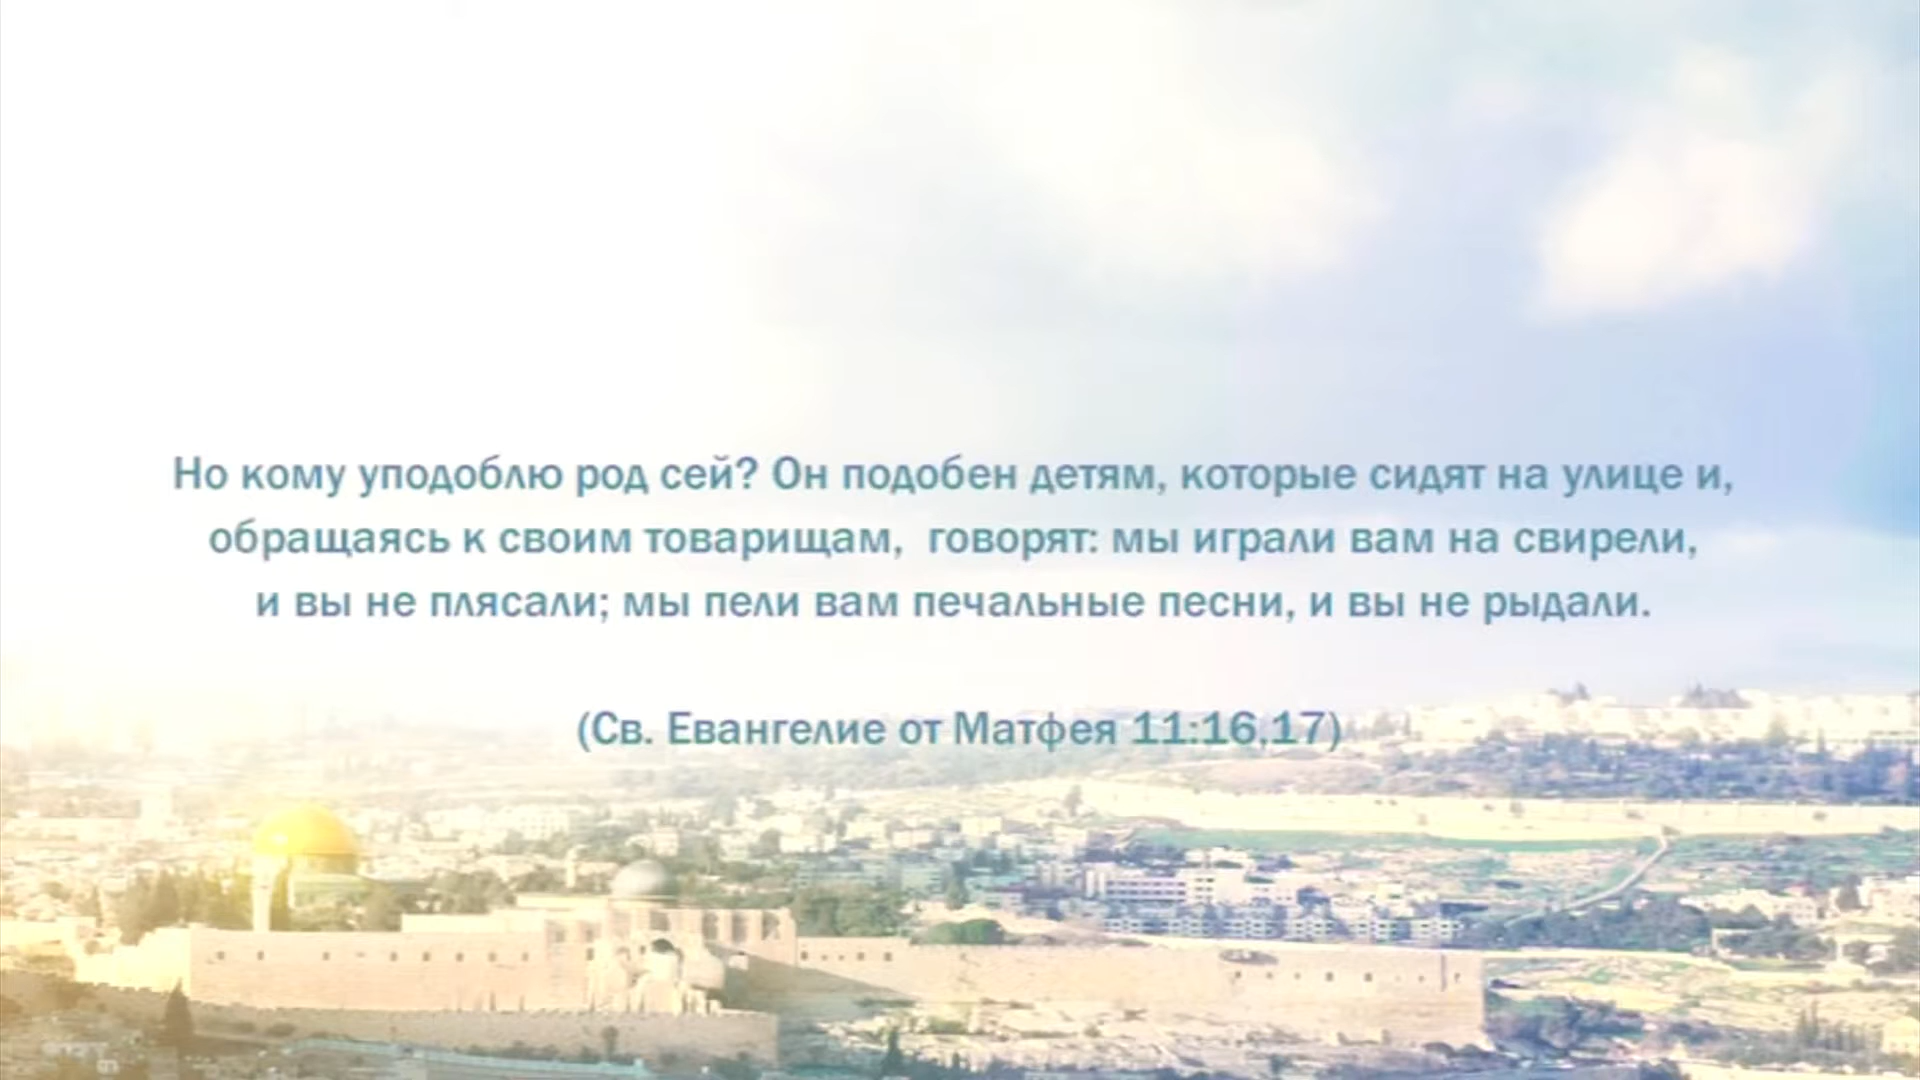 Но кому уподоблю род сей? Он подобен детям, которые сидят на улице и,
обращаясь к своим товарищам, говорят: мы играли вам на свирели,
и вы не плясали; мы пели вам печальные песни, и вы не рыдали.
(Св. Евангелие от Матфея 11:16,17)